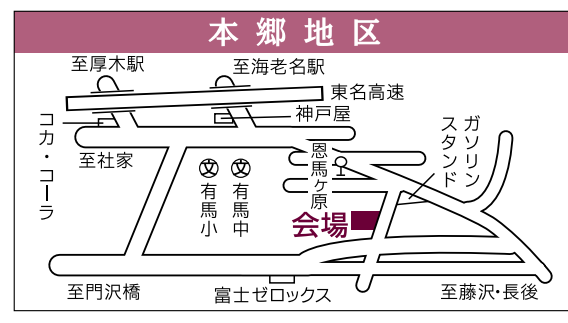 本郷地区
至厚木駅
至海老名駅
東名高速
神戸屋
コカ・コーラ
至社家
恩馬ヶ原
ガソリン
スタンド
文
文
有馬小
有馬中
会場
至門沢橋
富士ゼロックス
至藤沢・長後